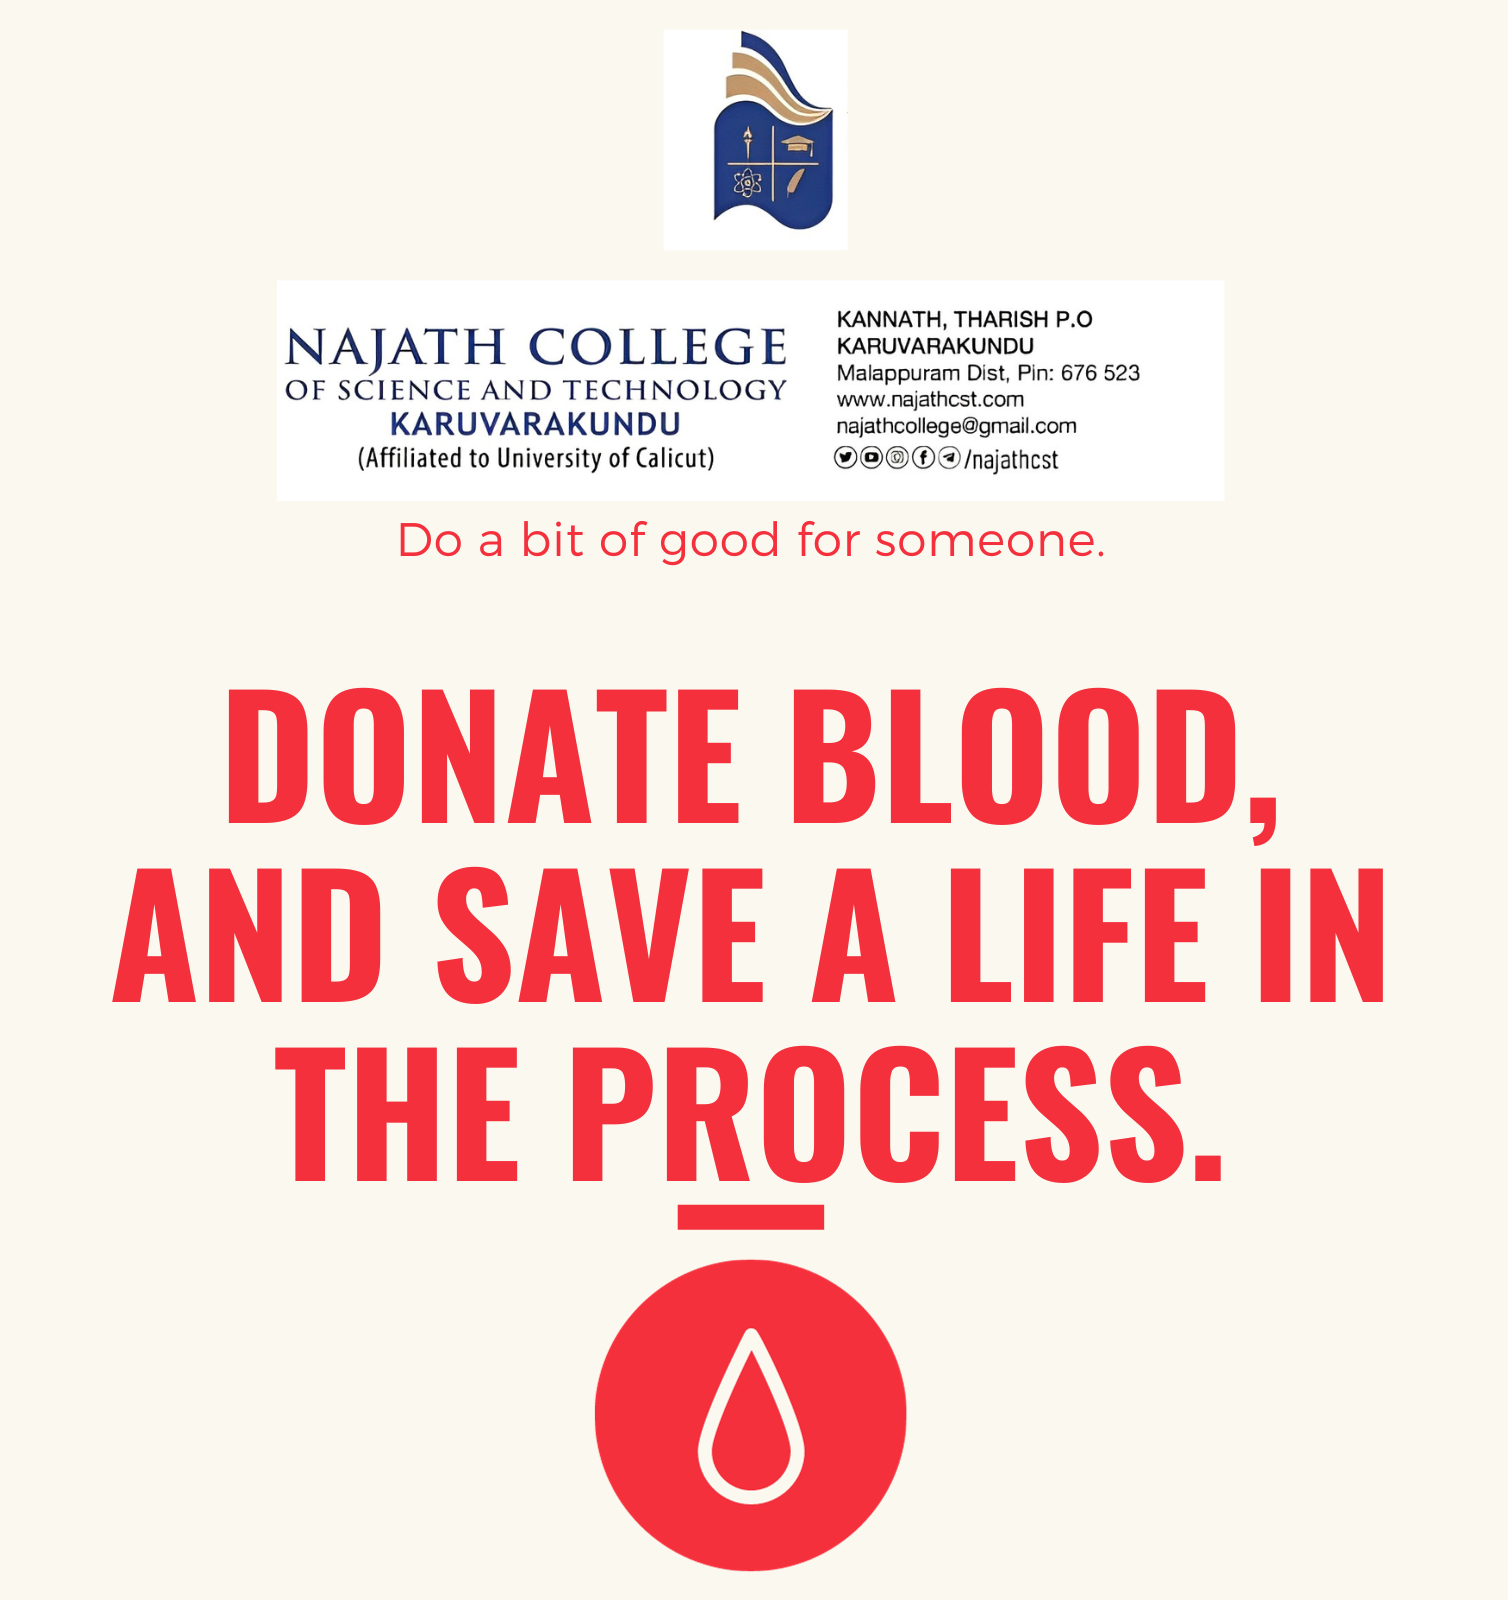 NAJATH COLLEGE
OF SCIENCE AND TECHNOLOGY
KARUVARAKUNDU
(Affiliated to University of Calicut)
KANNATH, THARISH P.O
KARUVARAKUNDU
Malappuram Dist, Pin: 676 523
www.najathcst.com
najathcollege@gmail.com
/najathcst
Do a bit of good for someone.
DONATE BLOOD,
AND SAVE A LIFE IN
THE PROCESS.